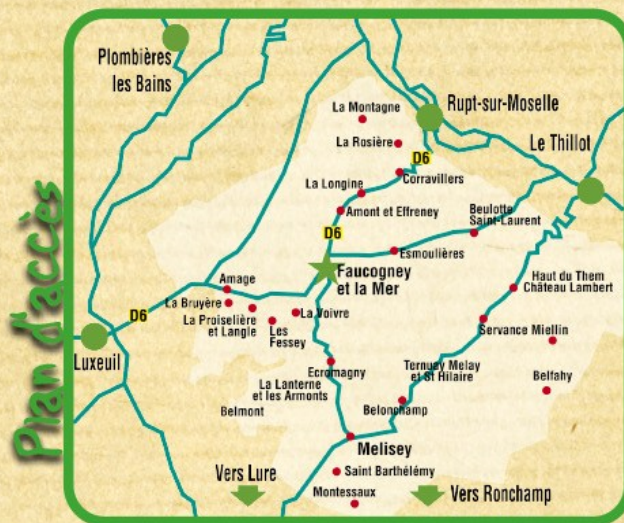 Plan d'accès
Plombières
les Bains
La Montagne
Rupt-sur-Moselle
La Rosière
Le Thillot
D6
Corravillers
La Longine
Amont et Effreney
Beulotte
Saint-Laurent
D6
Esmoulières
Faucogney
et la Mer
Amage
Haut du Them
Château Lambert
La Bruyère
D6
La Voivre
La Proiselière
et Langle
Les
Fessey
Servance Miellin
Luxeuil
Ecromagny
Ternuay Melay
et St Hilaire
Belfahy
La Lanterne
et les Armonts
Belmont
Belonchamp
Melisey
Vers Lure
Saint Barthélémy
Montessaux
Vers Ronchamp